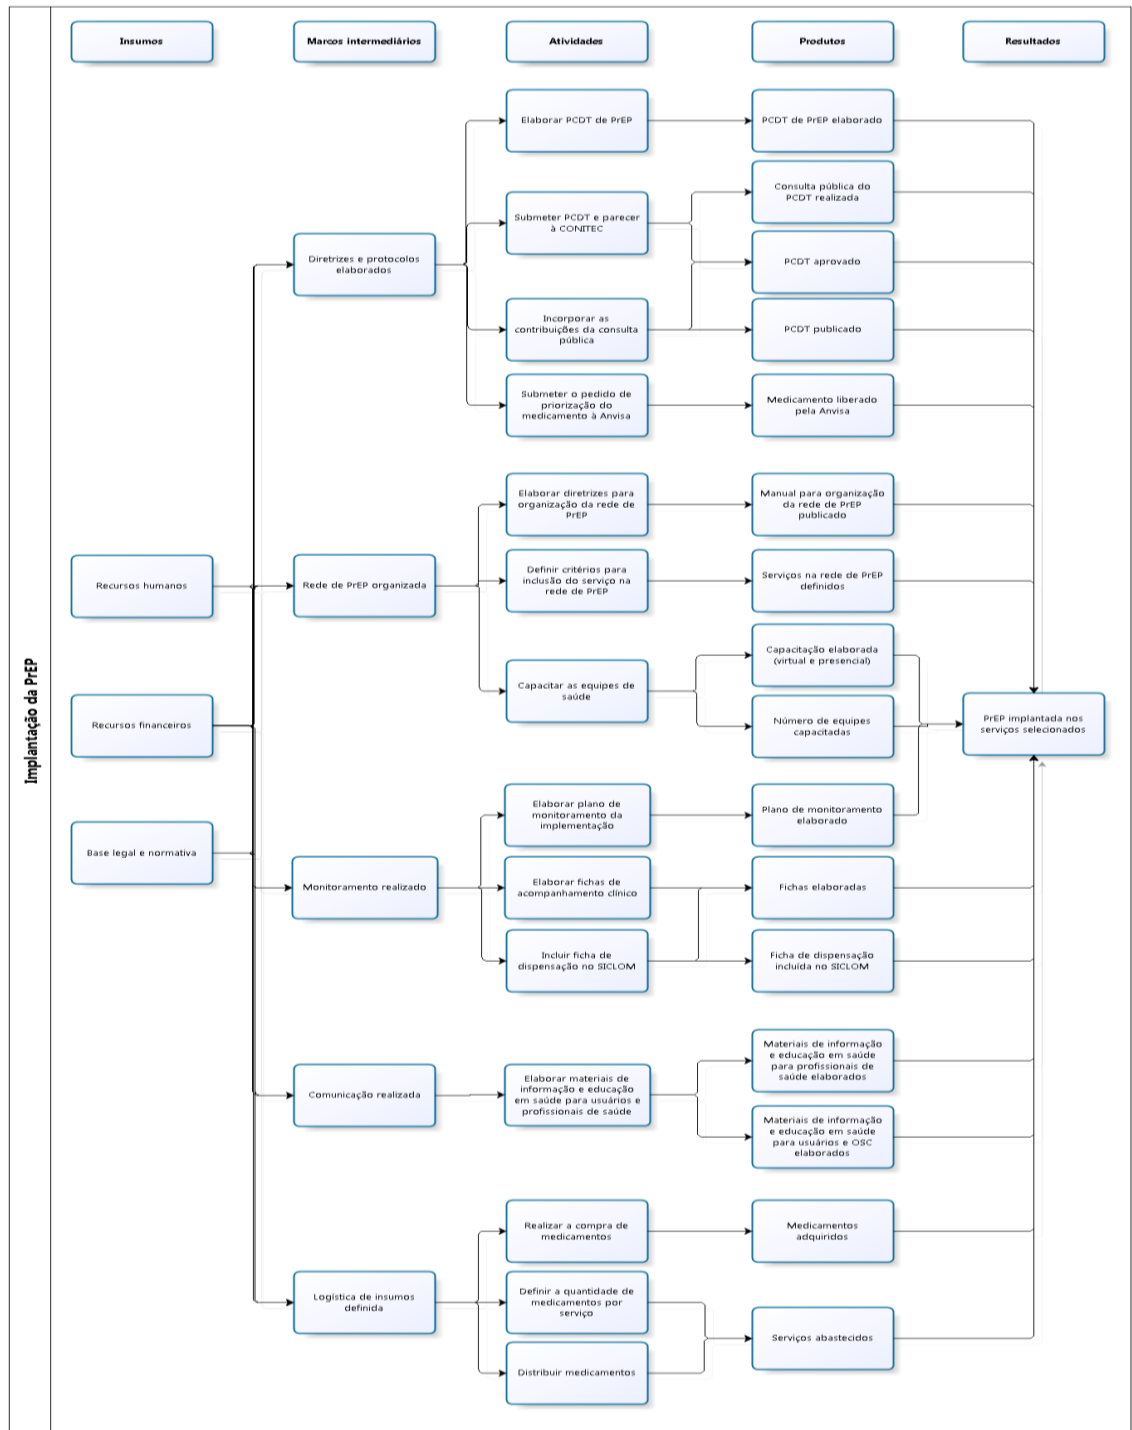 Implantação da PrEP
Insumos
Marcos intermediários
Atividades
Produtos
Resultados
Elaborar PCDT de PrEP
PCDT de PrEP elaborado
Submeter PCDT e parecer
à CONITEC
Consulta pública do
PCDT realizada
Diretrizes e protocolos
elaborados
PCDT aprovado
Incorporar as
contribuições da consulta
pública
PCDT publicado
Submeter o pedido de
priorização do
medicamento à Anvisa
Medicamento liberado
pela Anvisa
Elaborar diretrizes para
organização da rede de
PrEP
Manual para organização
da rede de PrEP
publicado
Recursos humanos
Rede de PrEP organizada
Definir critérios para
inclusão do serviço na
rede de PrEP
Serviços na rede de PrEP
definidos
Capacitar as equipes de
saúde
Capacitação elaborada
(virtual e presencial)
Recursos financeiros
Número de equipes
capacitadas
PrEP implantada nos
serviços selecionados
Elaborar plano de
monitoramento da
implementação
Plano de monitoramento
elaborado
Base legal e normativa
Monitoramento realizado
Elaborar fichas de
acompanhamento clínico
Fichas elaboradas
Incluir ficha de
dispensação no SICLOM
Ficha de dispensação
incluída no SICLOM
Comunicação realizada
Elaborar materiais de
informação e educação
em saúde para usuários e
profissionais de saúde
Materiais de informação
e educação em saúde
para profissionais de
saúde elaborados
Materiais de informação
e educação em saúde
para usuários e OSC
elaborados
Realizar a compra de
medicamentos
Medicamentos
adquiridos
Logística de insumos
definida
Definir a quantidade de
medicamentos por
serviço
Serviços abastecidos
Distribuir medicamentos